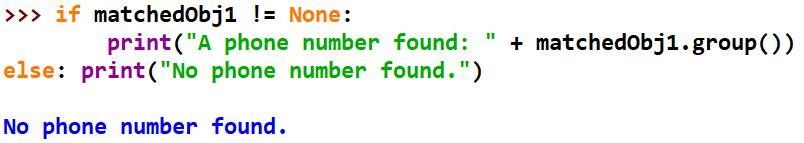 >>> if matchedObj1 != None:
        print("A phone number found: " + matchedObj1.group())
else: print("No phone number found.")
No phone number found.